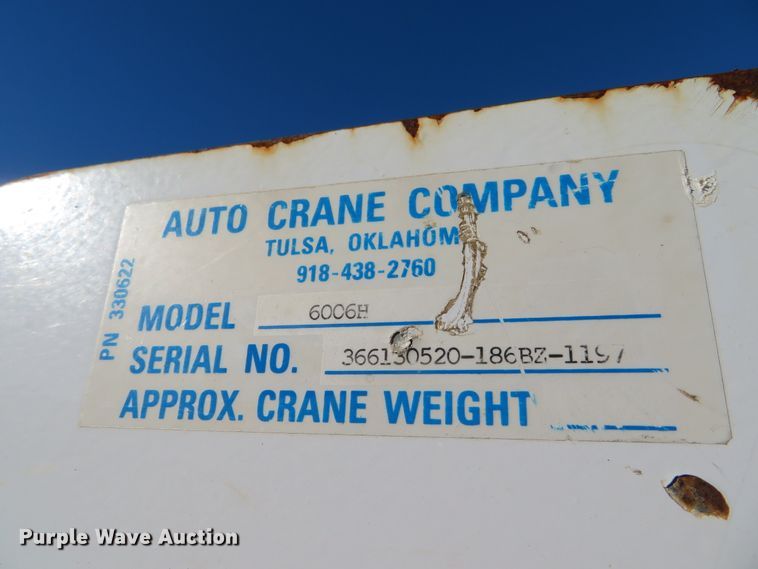 AUTO CRANE COMPANY
TULSA, OKLAHOM
918-438-2760
PN 330622
MODEL 6006H
SERIAL NO. 366130520-186BZ-1197
APPROX. CRANE WEIGHT
Purple Wave Auction